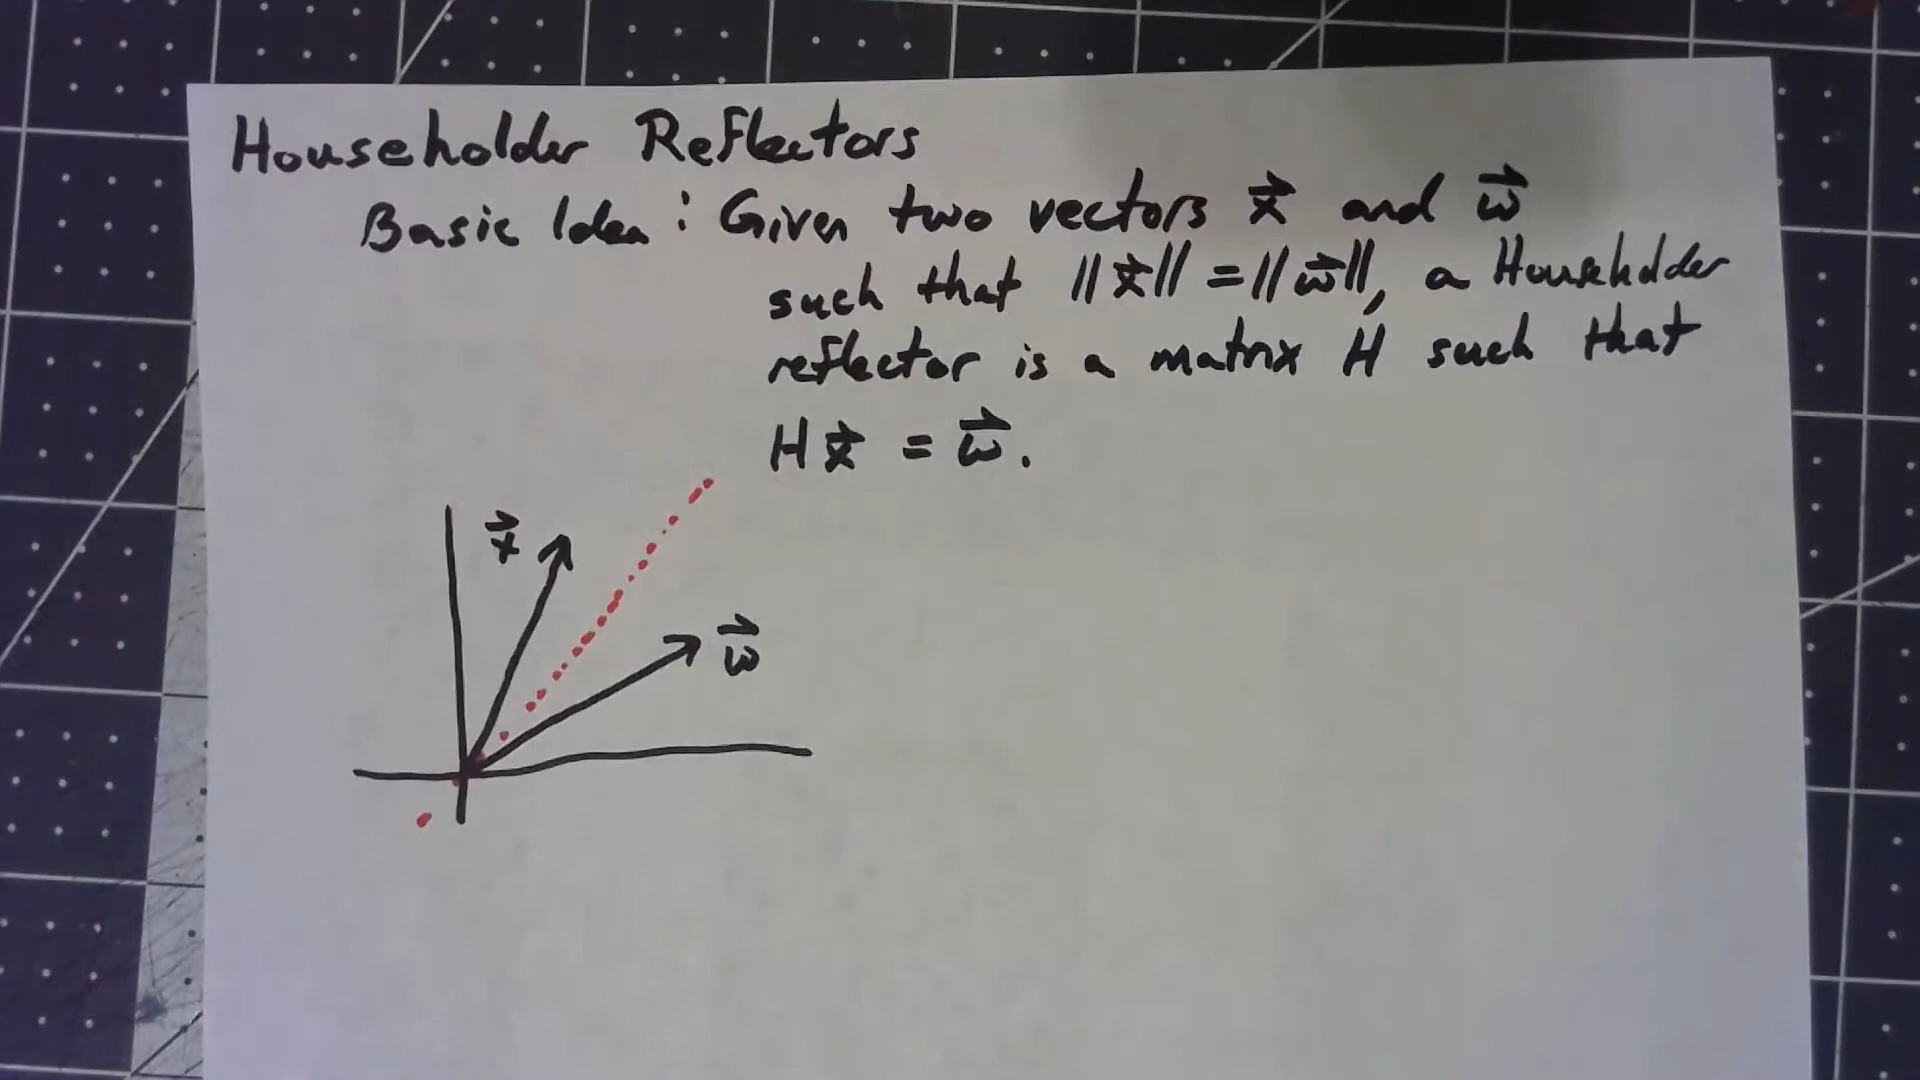 Householder Reflectors
Basic Idea: Given two vectors x⃗ and w⃗
such that ||x⃗|| = ||w⃗||, a Householder
reflector is a matrix H such that
Hx⃗ = w⃗.
x⃗
w⃗